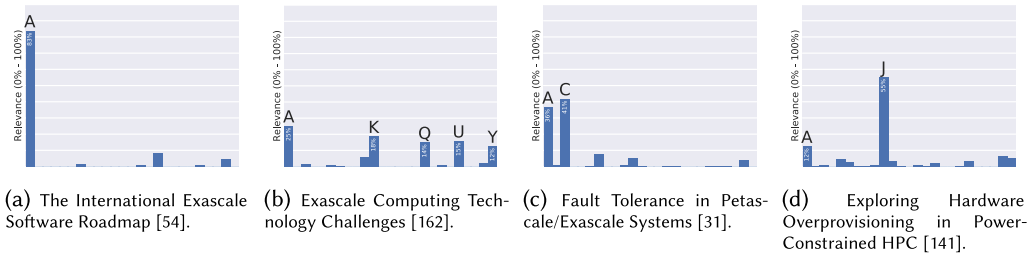 A
83%
Relevance (0% - 100%)
(a) The International Exascale
Software Roadmap [54].
A
25%
K
18%
Q
14%
U
15%
Y
12%
Relevance (0% - 100%)
(b) Exascale Computing Tech-
nology Challenges [162].
A
36%
C
41%
Relevance (0% - 100%)
(c) Fault Tolerance in Petas-
cale/Exascale Systems [31].
A
12%
J
55%
Relevance (0% - 100%)
(d) Exploring Hardware
Overprovisioning in Power-
Constrained HPC [141].